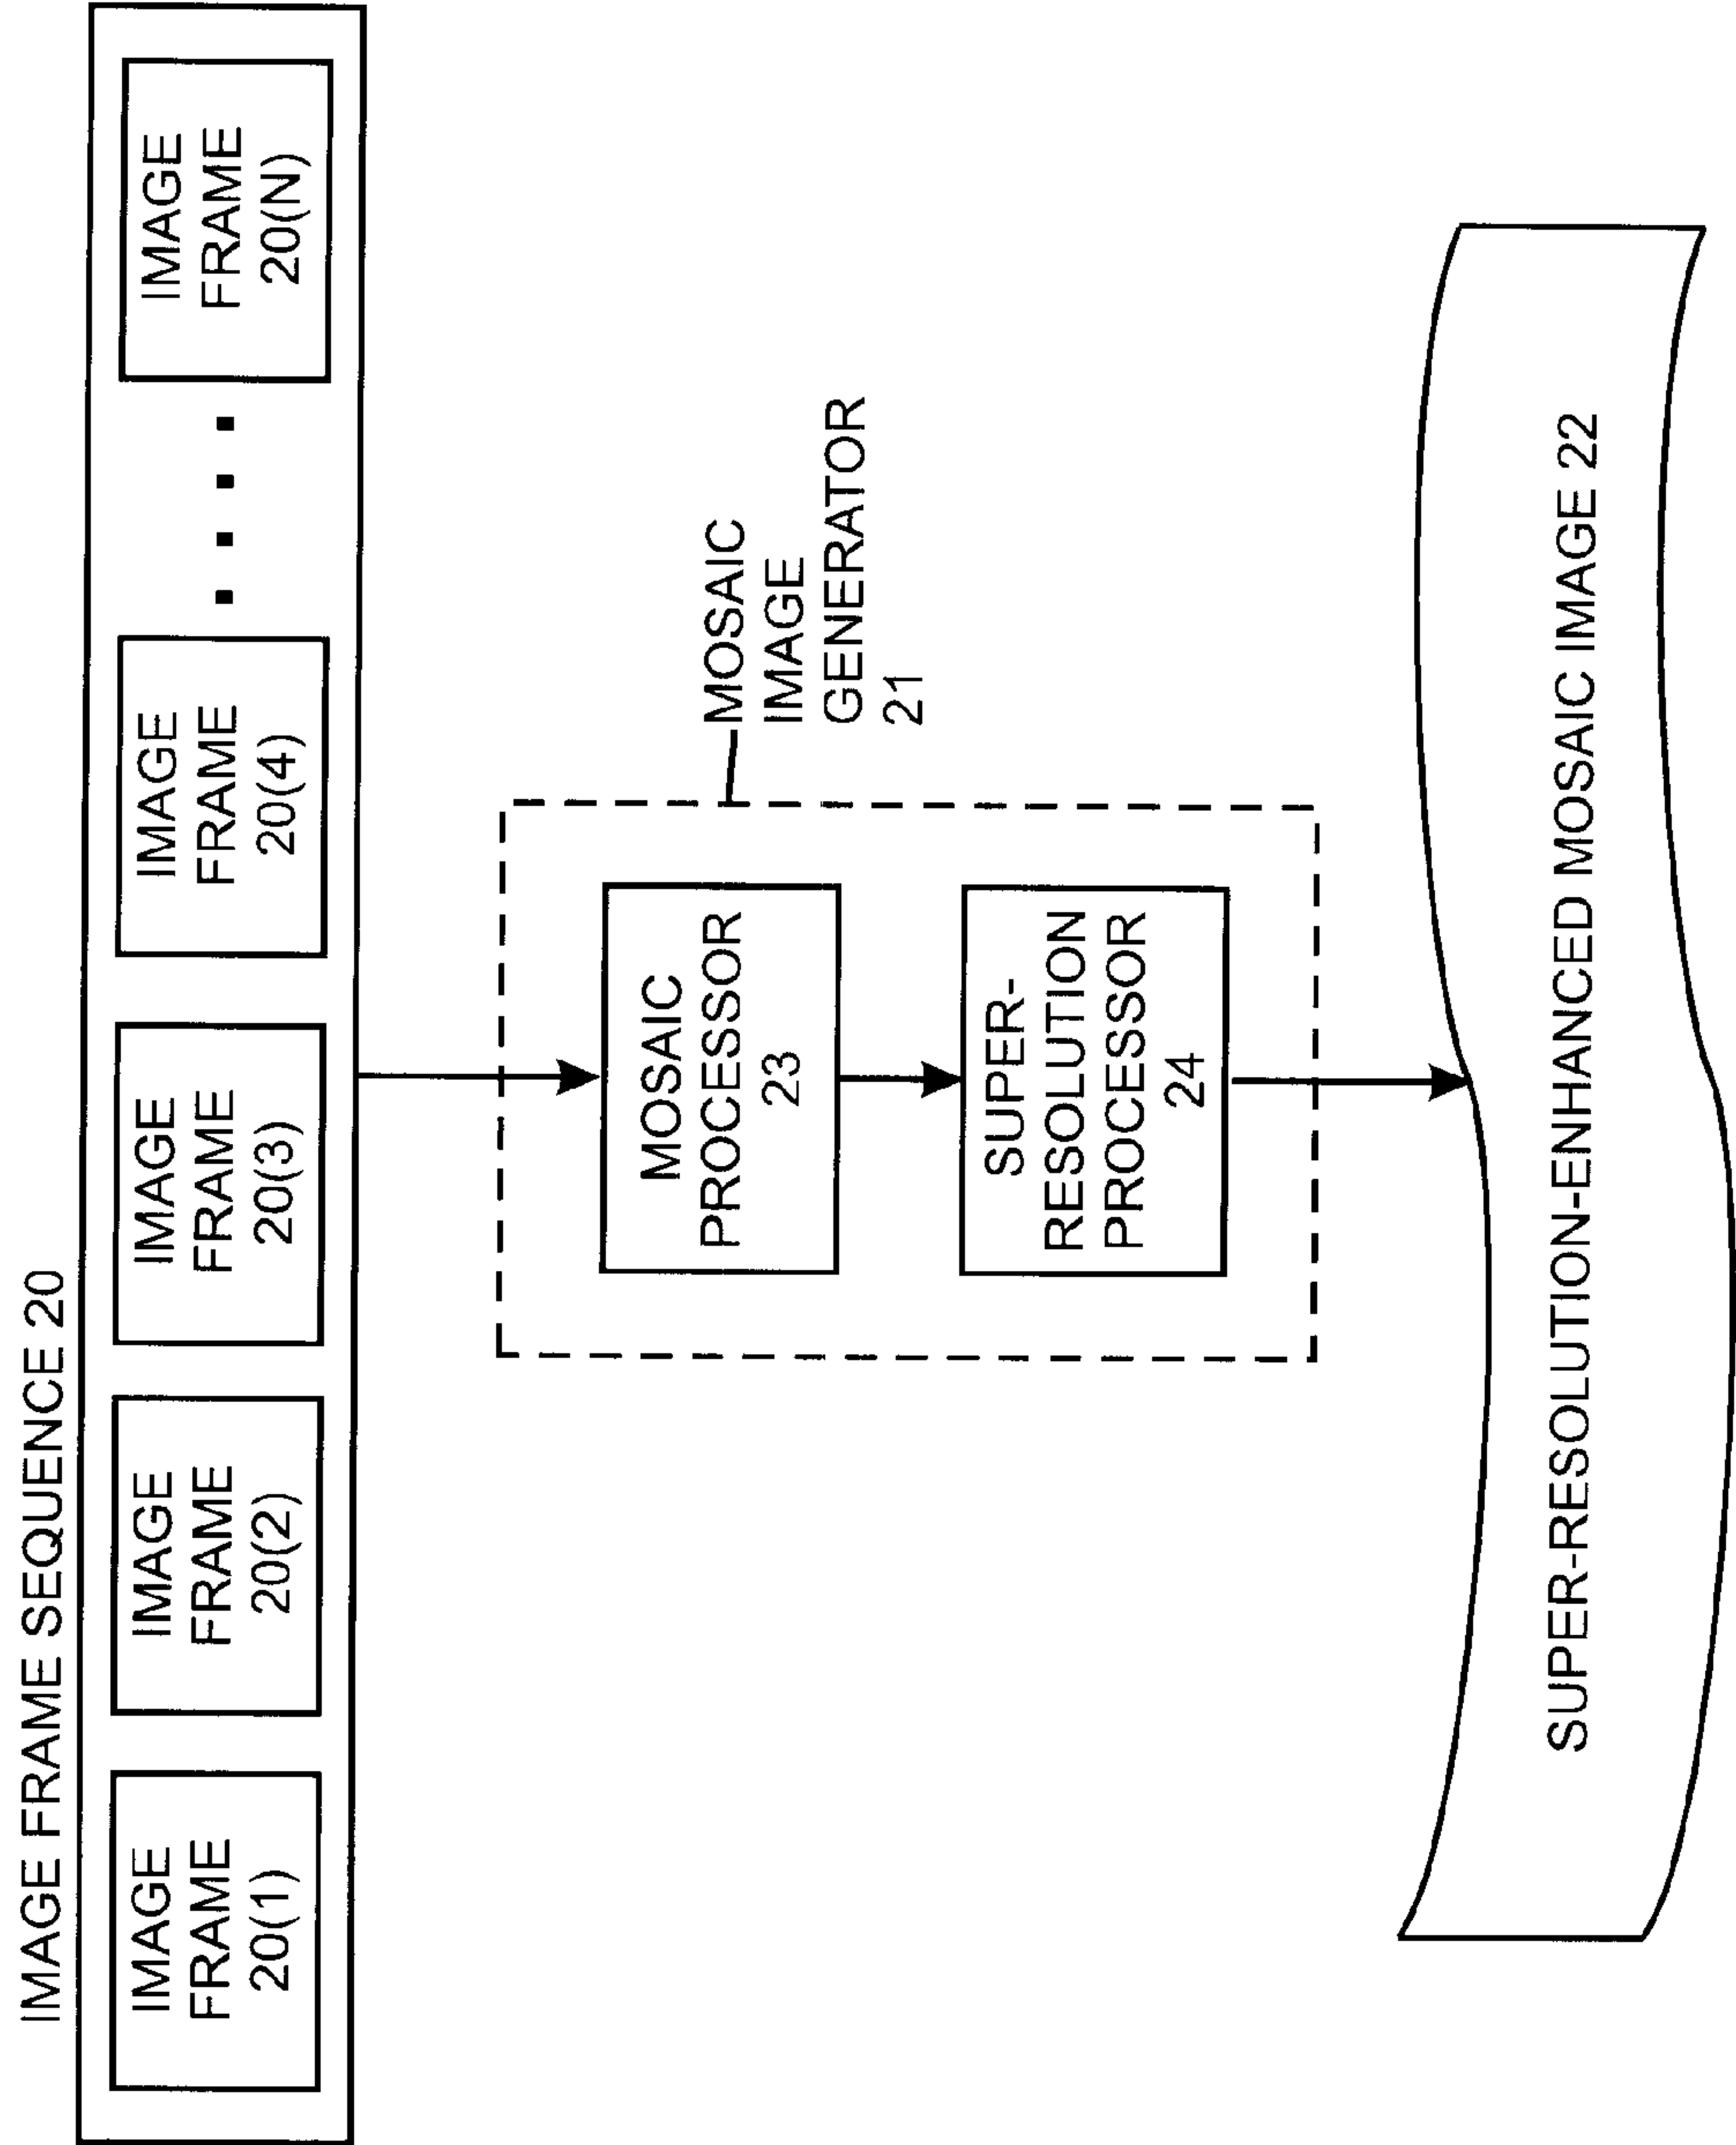 IMAGE FRAME SEQUENCE 20
IMAGE
FRAME
20(1)
IMAGE
FRAME
20(2)
IMAGE
FRAME
20(3)
IMAGE
FRAME
20(4)
IMAGE
FRAME
20(N)
MOSAIC
IMAGE
GENERATOR
21
MOSAIC
PROCESSOR
23
SUPER-
RESOLUTION
PROCESSOR
24
SUPER-RESOLUTION-ENHANCED MOSAIC IMAGE 22